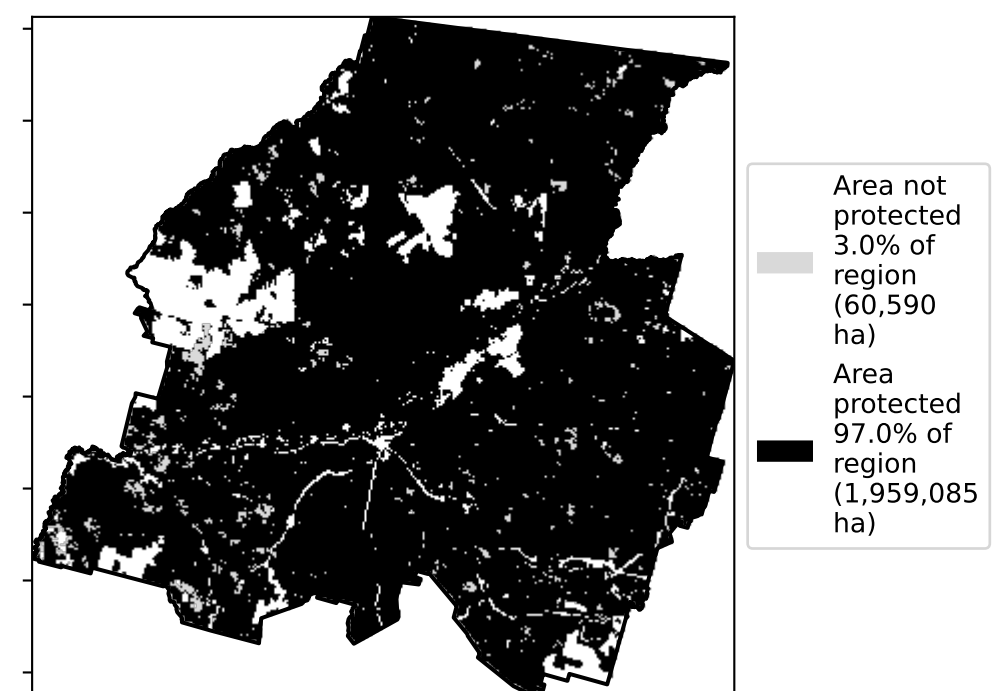 Area not
protected
3.0% of
region
(60,590
ha)
Area
protected
97.0% of
region
(1,959,085
ha)